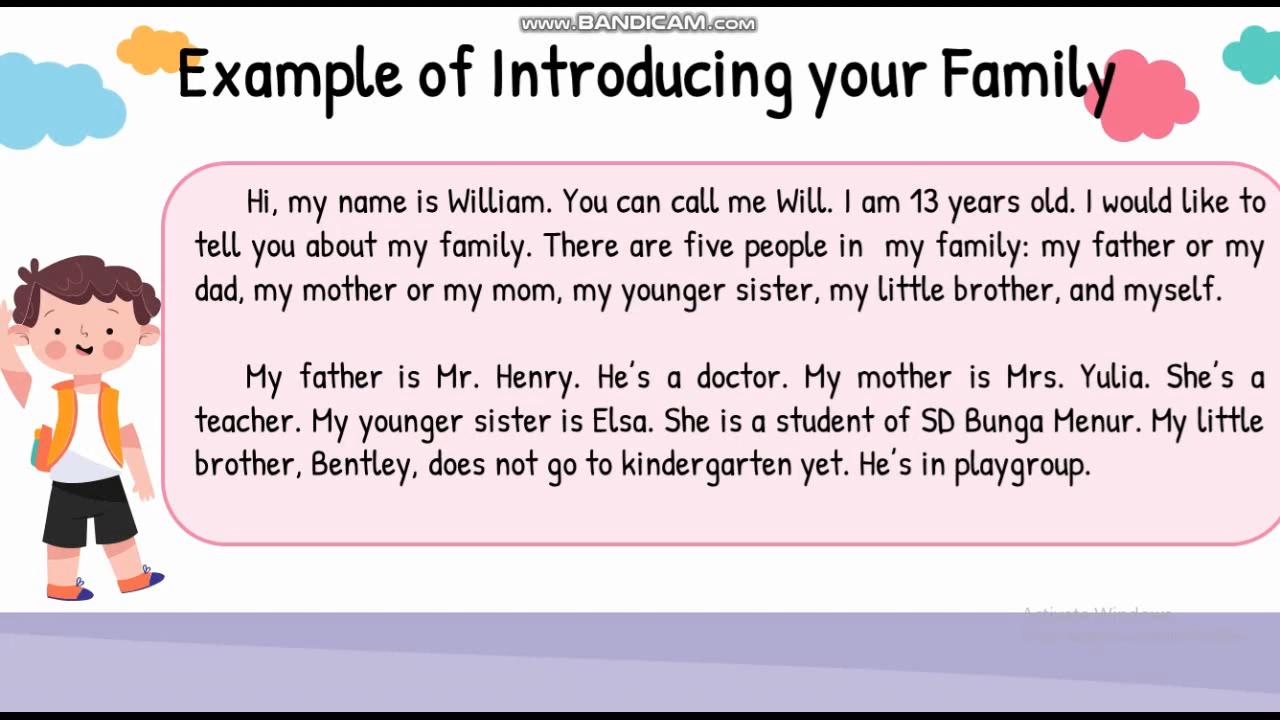 www.BANDICAM.com
Example of Introducing your Family
Hi, my name is William. You can call me Will. I am 13 years old. I would like to
tell you about my family. There are five people in my family: my father or my
dad, my mother or my mom, my younger sister, my little brother, and myself.
My father is Mr. Henry. He's a doctor. My mother is Mrs. Yulia. She's a
teacher. My younger sister is Elsa. She is a student of SD Bunga Menur. My little
brother, Bentley, does not go to kindergarten yet. He's in playgroup.
Activate Windows